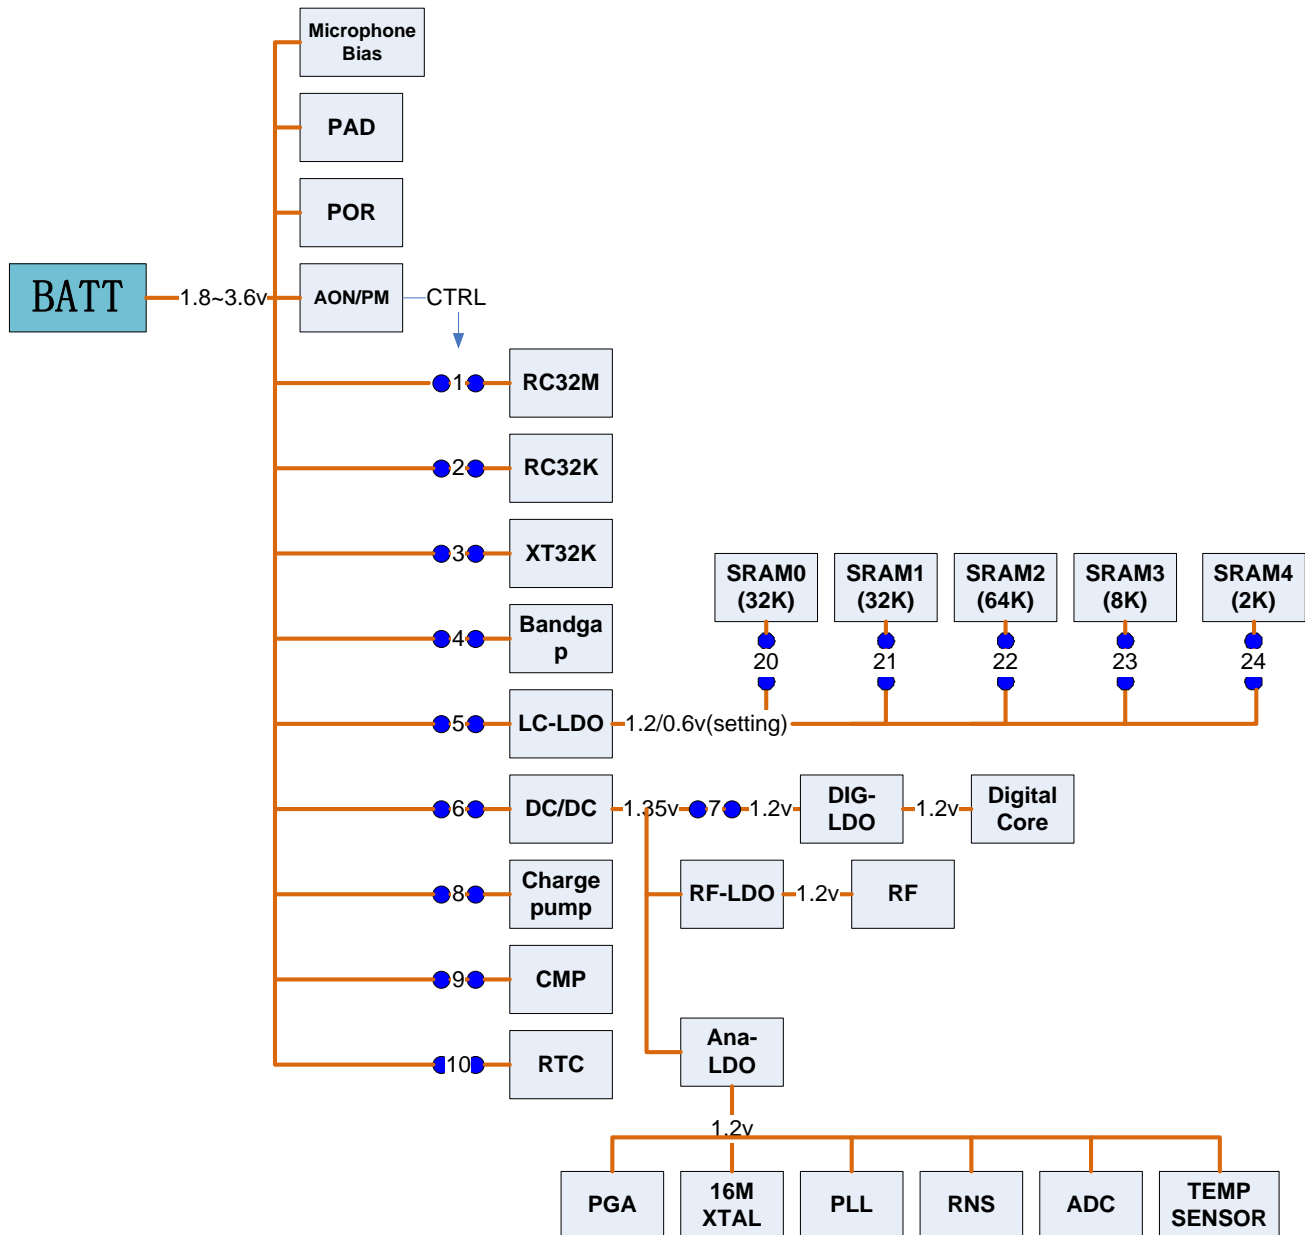 Microphone
Bias
PAD
POR
BATT
1.8~3.6v
AON/PM
CTRL
1
RC32M
2
RC32K
3
XT32K
SRAM0
(32K)
SRAM1
(32K)
SRAM2
(64K)
SRAM3
(8K)
SRAM4
(2K)
4
Bandga
p
20
21
22
23
24
5
LC-LDO
1.2/0.6v(setting)
6
DC/DC
1.35v
7
1.2v
DIG-
LDO
1.2v
Digital
Core
8
Charge
pump
RF-LDO
1.2v
RF
9
CMP
10
RTC
Ana-
LDO
1.2v
PGA
16M
XTAL
PLL
RNS
ADC
TEMP
SENSOR